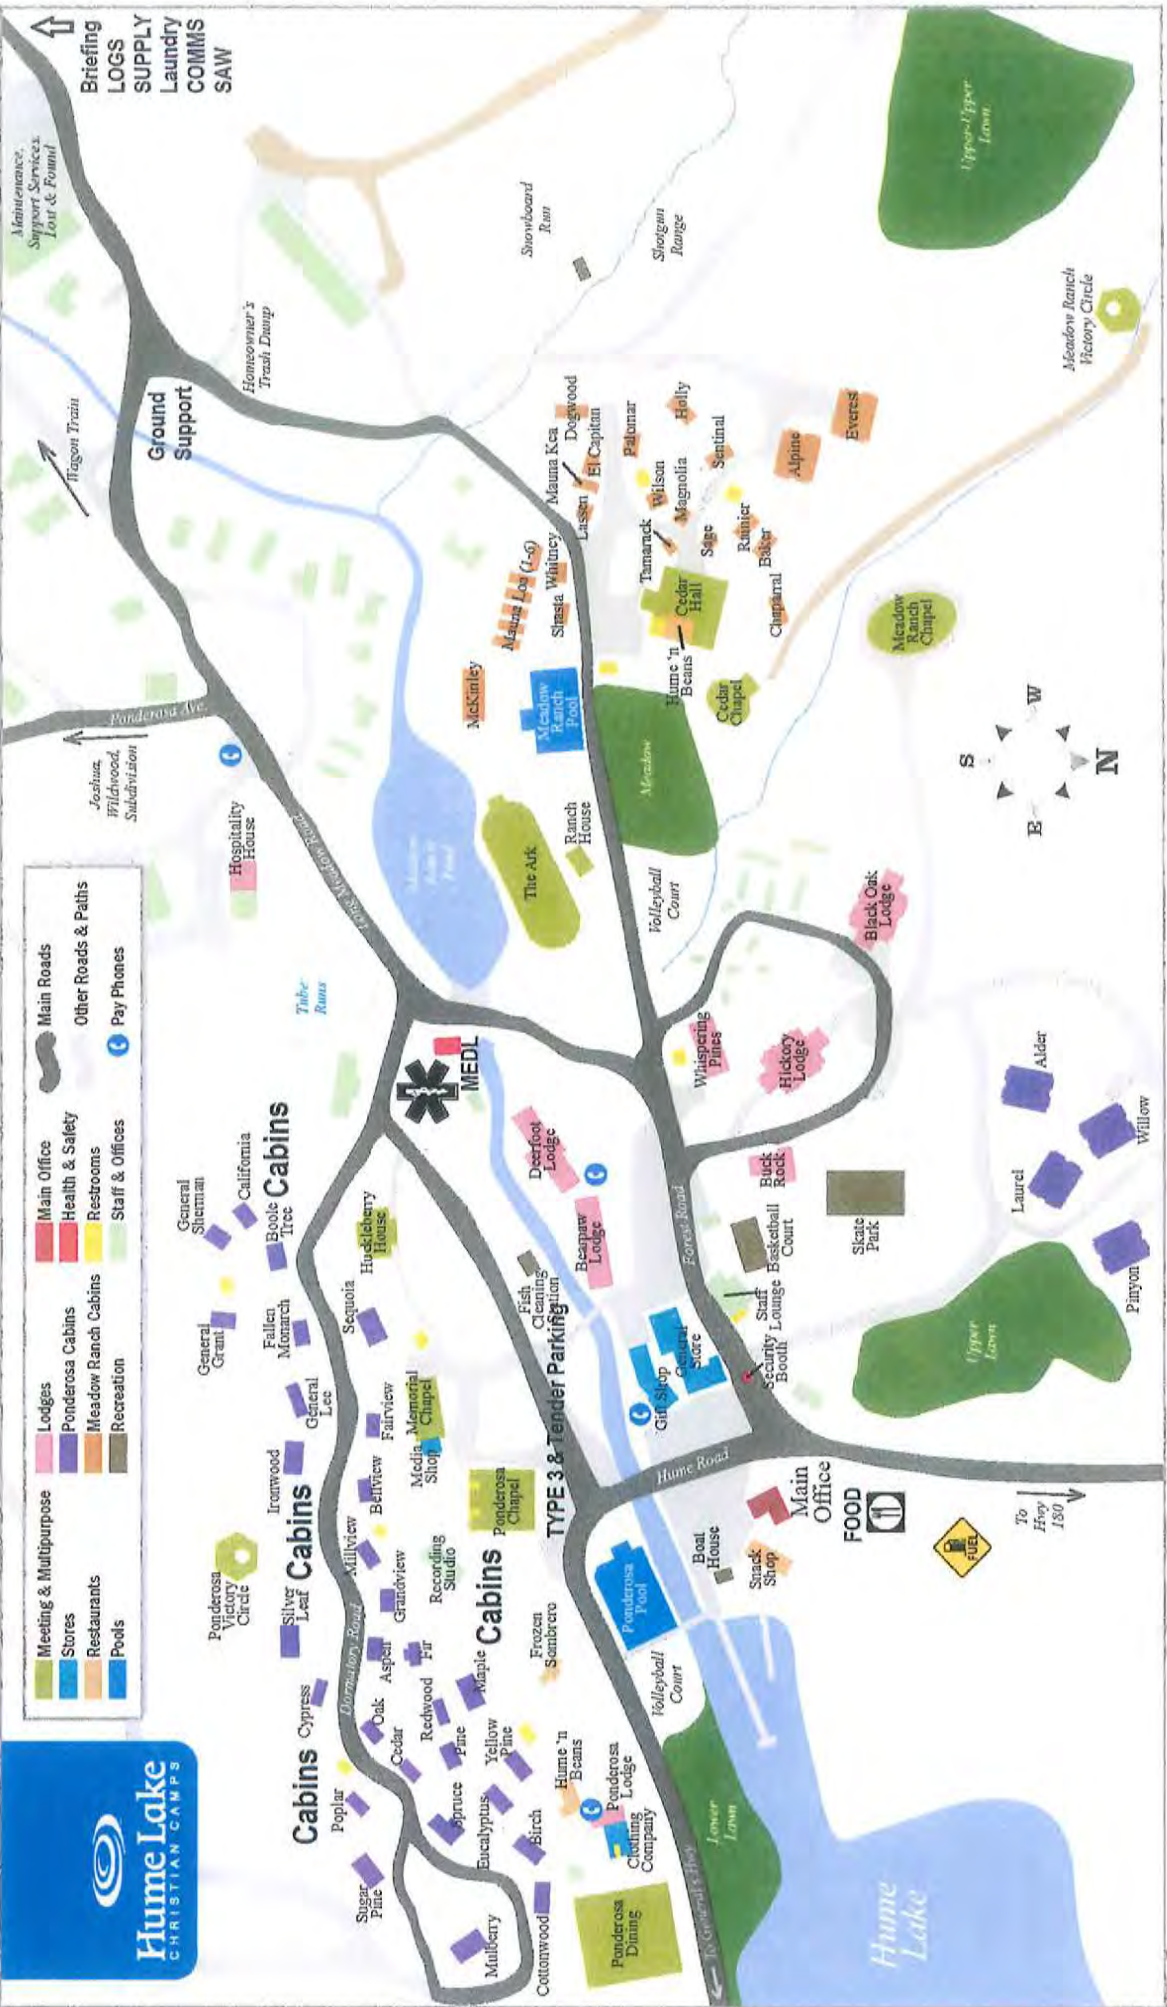 Hume Lake
CHRISTIAN CAMPS
Meeting & Multipurpose
Stores
Restaurants
Pools
Lodges
Ponderosa Cabins
Meadow Ranch Cabins
Recreation
Main Office
Health & Safety
Restrooms
Staff & Offices
Main Roads
Other Roads & Paths
Pay Phones
Maintenance,
Support Services,
Lost & Found
Briefing
LOGS
SUPPLY
Laundry
COMMS
SAW
Joshua,
Wildwood,
Subdivision
Ponderosa Ave.
Wagon Train
Ground
Support
Homeowner's
Trash Dump
Snowboard
Run
Shotgun
Range
Upper-Upper
Lawn
Meadow Ranch
Victory Circle
Hospitality
House
Long Meadow Road
Tube
Runs
MEDL
General
Sherman
California
Boole
Tree
Cabins
General
Grant
Fallen
Monarch
Sequoia
Huckleberry
House
General
Lee
Fairview
Memorial
Chapel
Media
Shop
Ironwood
Cabins
Bellview
Millview
Ponderosa
Victory
Circle
Silver
Leaf
Grandview
Recording
Studio
Ponderosa
Chapel
Cabins
Dormatory Road
Aspen
Fir
Maple
Cypress
Oak
Redwood
Cedar
Pine
Yellow
Pine
Cabins
Poplar
Spruce
Eucalyptus
Birch
Sugar
Pine
Mulberry
Cottonwood
Frozen
Sombrero
Hume 'n
Beans
Ponderosa
Lodge
Clothing
Company
Ponderosa
Dining
To General's Hwy
Lower
Lawn
Hume
Lake
Volleyball
Court
Ponderosa
Pool
TYPE 3 & Tender Parking
Fish
Cleaning
Station
Deerfoot
Lodge
Bearpaw
Lodge
Gift Shop
General
Store
Hume Road
Boat
House
Snack
Shop
Main
Office
FOOD
FUEL
To
Hwy
180
Security
Booth
Staff
Lounge
Basketball
Court
Skate
Park
Buck
Rock
Forest Road
Whispering
Pines
Hickory
Lodge
Black Oak
Lodge
Upper
Lawn
Pinyon
Laurel
Willow
Alder
Volleyball
Court
The Ark
Ranch
House
Meadow
Meadow
Ranch
Pool
McKinley
Mauna Loa (1-6)
Shasta
Whitney
Lassen
Mauna Kea
El Capitan
Dogwood
Palomar
Holly
Wilson
Magnolia
Sentinal
Tamarack
Sage
Rainier
Baker
Alpine
Everest
Chaparral
Cedar
Hall
Hume 'n
Beans
Cedar
Chapel
Meadow
Ranch
Chapel
S
W
E
N